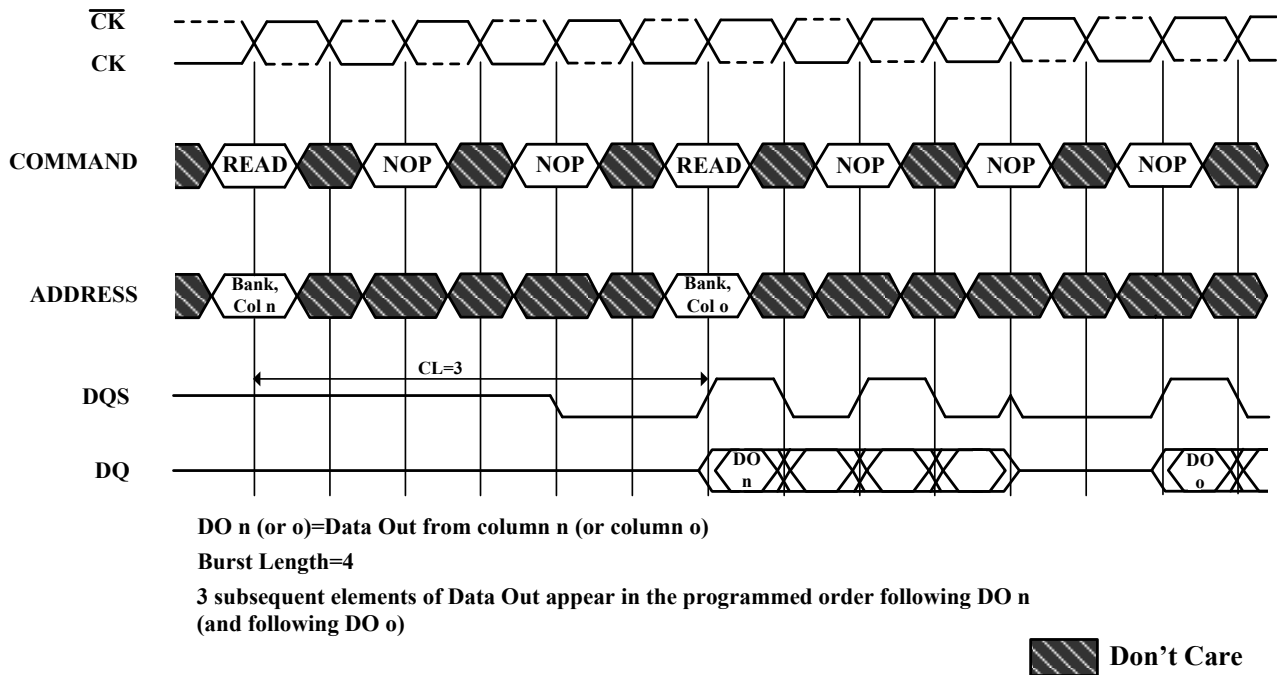 CK
CK
COMMAND
READ NOP NOP READ NOP NOP NOP
ADDRESS
Bank, Col n
Bank, Col o
CL=3
DQS
DQ
DO n
DO o
DO n (or o)=Data Out from column n (or column o)
Burst Length=4
3 subsequent elements of Data Out appear in the programmed order following DO n
(and following DO o)
Don't Care